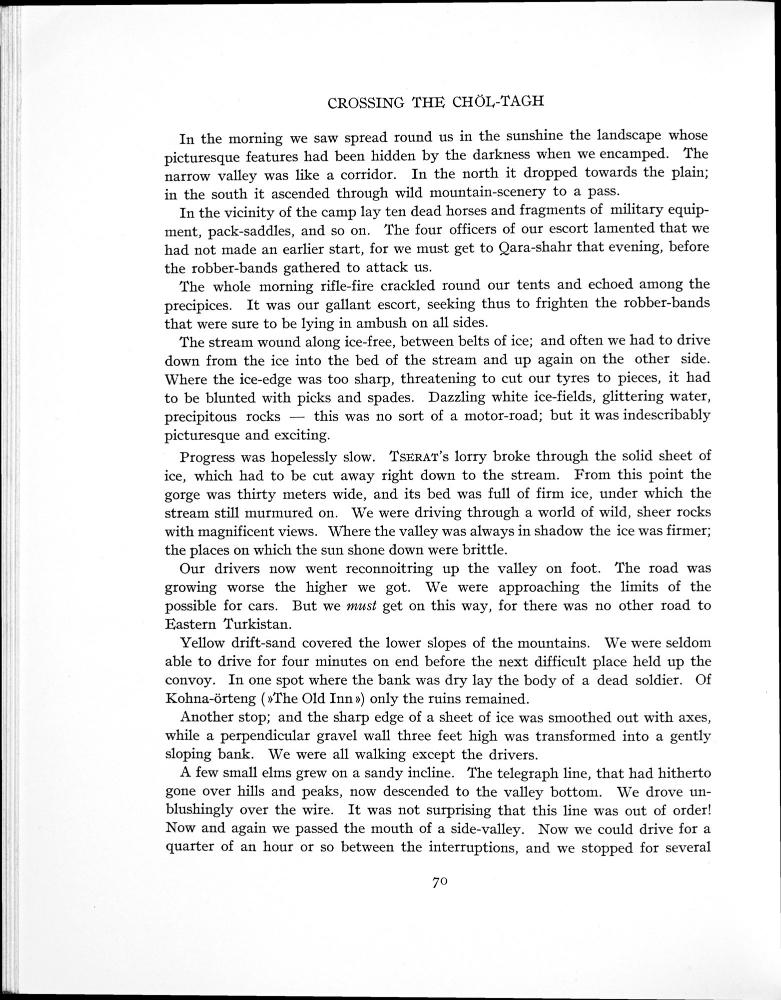 CROSSING THE CHÖL-TAGH
In the morning we saw spread round us in the sunshine the landscape whose
picturesque features had been hidden by the darkness when we encamped. The
narrow valley was like a corridor. In the north it dropped towards the plain;
in the south it ascended through wild mountain-scenery to a pass.
In the vicinity of the camp lay ten dead horses and fragments of military equip-
ment, pack-saddles, and so on. The four officers of our escort lamented that we
had not made an earlier start, for we must get to Qara-shahr that evening, before
the robber-bands gathered to attack us.
The whole morning rifle-fire crackled round our tents and echoed among the
precipices. It was our gallant escort, seeking thus to frighten the robber-bands
that were sure to be lying in ambush on all sides.
The stream wound along ice-free, between belts of ice; and often we had to drive
down from the ice into the bed of the stream and up again on the other side.
Where the ice-edge was too sharp, threatening to cut our tyres to pieces, it had
to be blunted with picks and spades. Dazzling white ice-fields, glittering water,
precipitous rocks — this was no sort of a motor-road; but it was indescribably
picturesque and exciting.
Progress was hopelessly slow. TSERAT's lorry broke through the solid sheet of
ice, which had to be cut away right down to the stream. From this point the
gorge was thirty meters wide, and its bed was full of firm ice, under which the
stream still murmured on. We were driving through a world of wild, sheer rocks
with magnificent views. Where the valley was always in shadow the ice was firmer;
the places on which the sun shone down were brittle.
Our drivers now went reconnoitring up the valley on foot. The road was
growing worse the higher we got. We were approaching the limits of the
possible for cars. But we must get on this way, for there was no other road to
Eastern Turkistan.
Yellow drift-sand covered the lower slopes of the mountains. We were seldom
able to drive for four minutes on end before the next difficult place held up the
convoy. In one spot where the bank was dry lay the body of a dead soldier. Of
Kohna-örteng (»The Old Inn») only the ruins remained.
Another stop; and the sharp edge of a sheet of ice was smoothed out with axes,
while a perpendicular gravel wall three feet high was transformed into a gently
sloping bank. We were all walking except the drivers.
A few small elms grew on a sandy incline. The telegraph line, that had hitherto
gone over hills and peaks, now descended to the valley bottom. We drove un-
blushingly over the wire. It was not surprising that this line was out of order!
Now and again we passed the mouth of a side-valley. Now we could drive for a
quarter of an hour or so between the interruptions, and we stopped for several
70